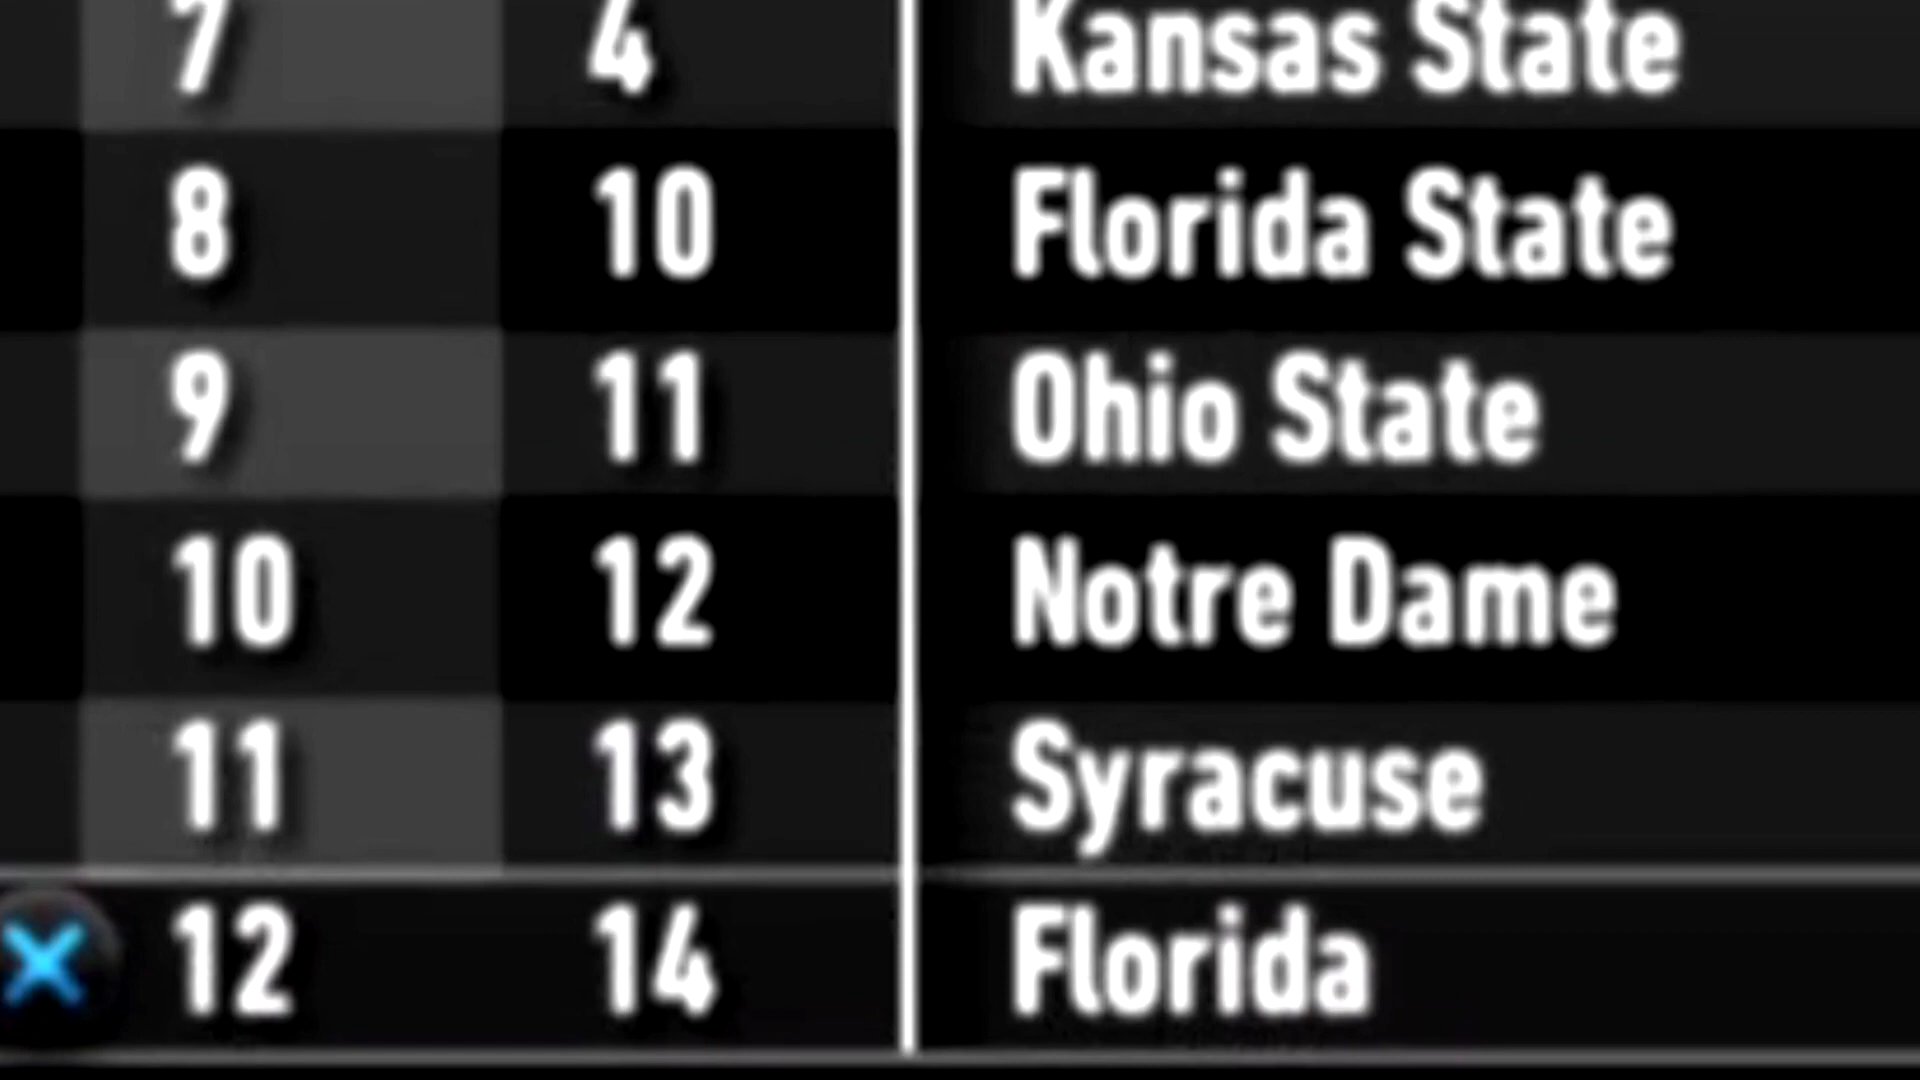 7 4 Kansas State
8 10 Florida State
9 11 Ohio State
10 12 Notre Dame
11 13 Syracuse
12 14 Florida